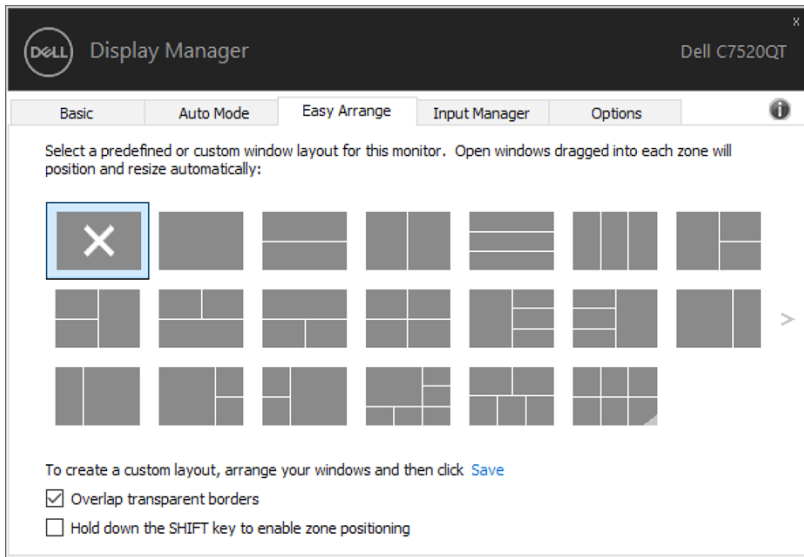 x
DELL Display Manager Dell C7520QT
Basic Auto Mode Easy Arrange Input Manager Options i
Select a predefined or custom window layout for this monitor. Open windows dragged into each zone will
position and resize automatically:
>
To create a custom layout, arrange your windows and then click Save
Overlap transparent borders
Hold down the SHIFT key to enable zone positioning